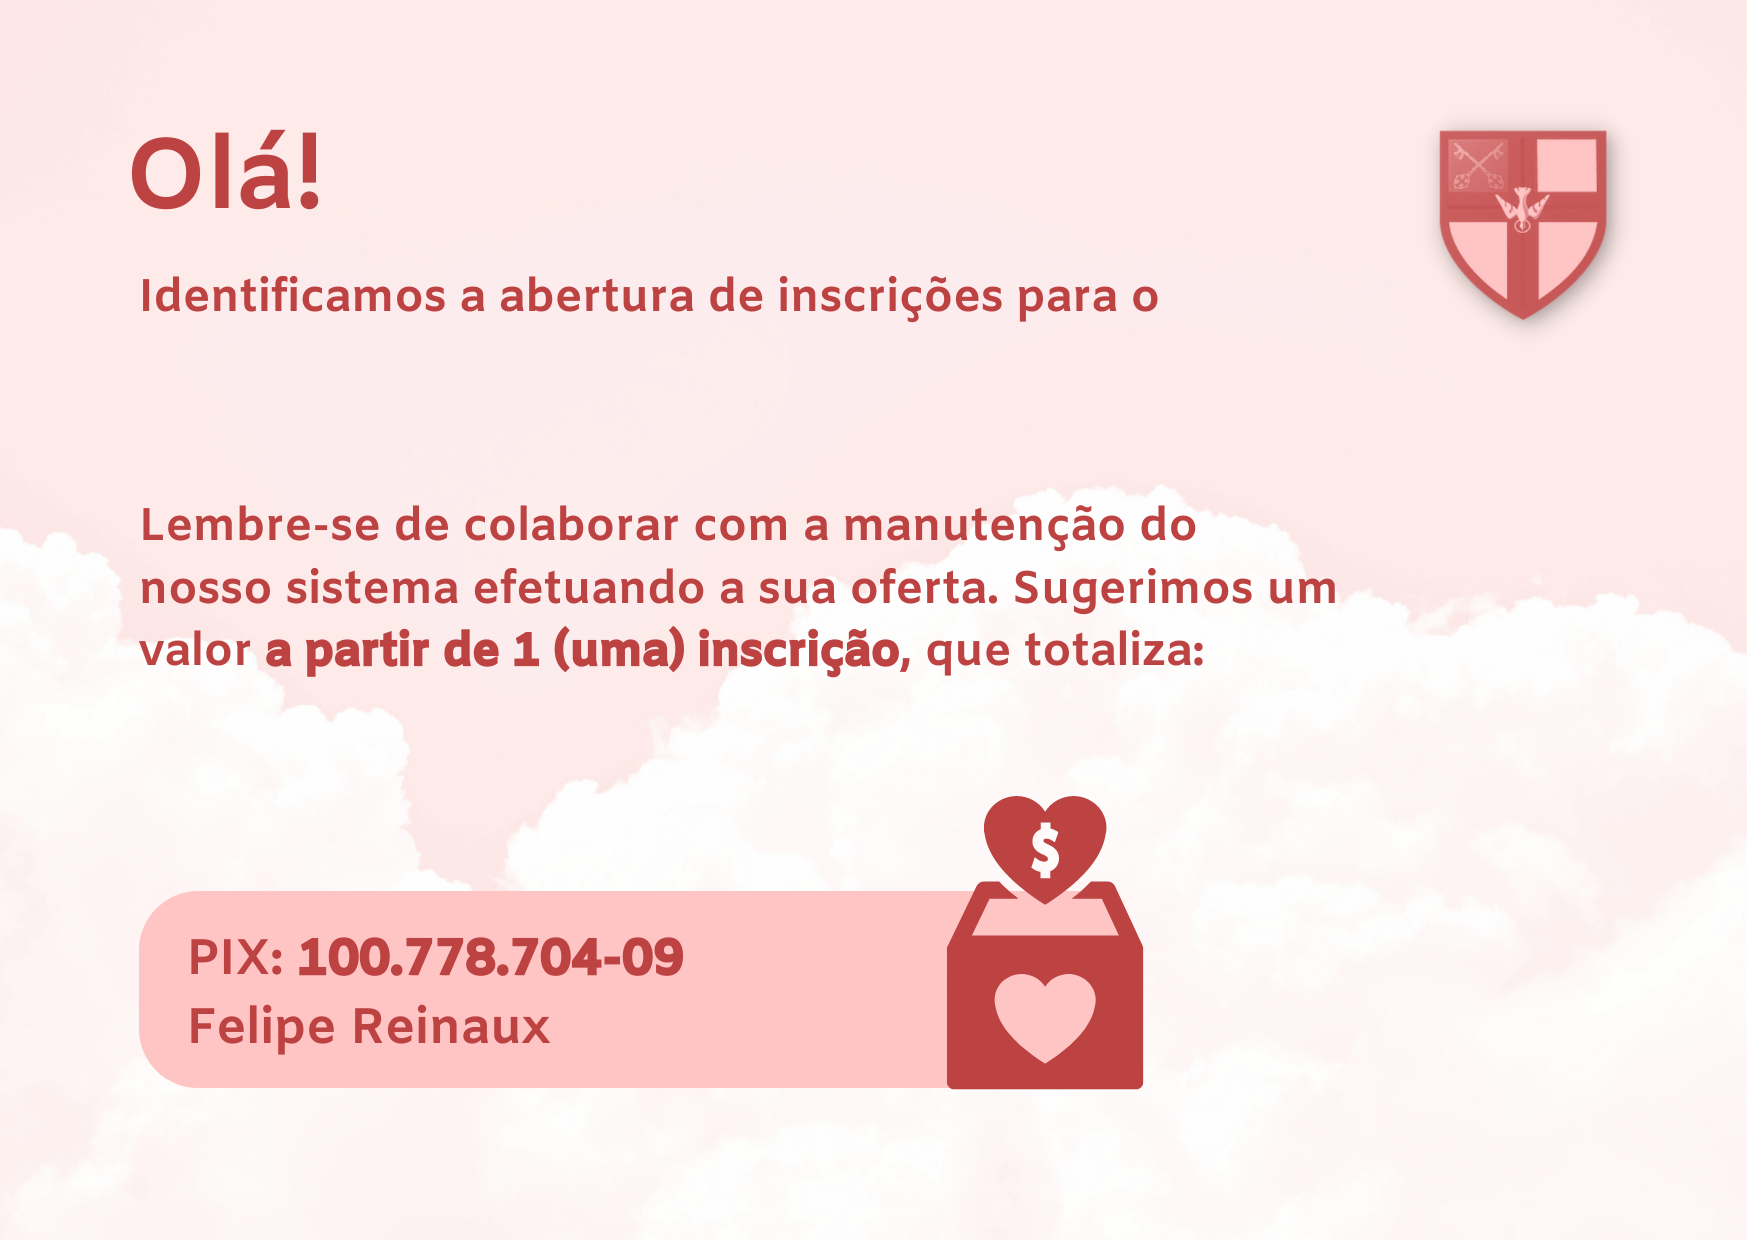 Olá!
Identificamos a abertura de inscrições para o
Lembre-se de colaborar com a manutenção do
nosso sistema efetuando a sua oferta. Sugerimos um
valor a partir de 1 (uma) inscrição, que totaliza:
$
PIX: 100.778.704-09
Felipe Reinaux